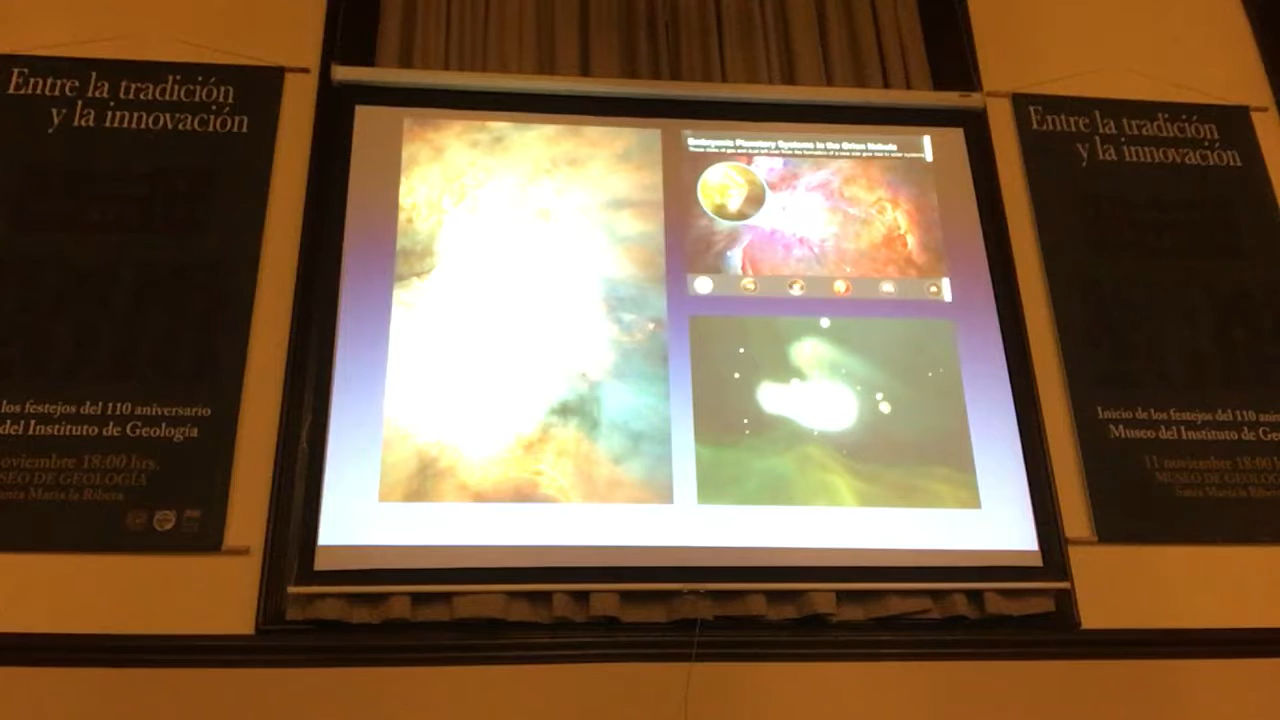 Entre la tradición
y la innovación
los festejos del 110 aniversario
del Instituto de Geología
noviembre 18:00 hrs.
SEO DE GEOLOGÍA
Santa María la Ribera
Embryonic Planetary Systems in the Orion Nebula
Entre la tradición
y la innovación
Inicio de los festejos del 110 ani
Museo del Instituto de Ge
11 noviembre 18:00
MUSEO DE GEOLO
Santa María la Ribe